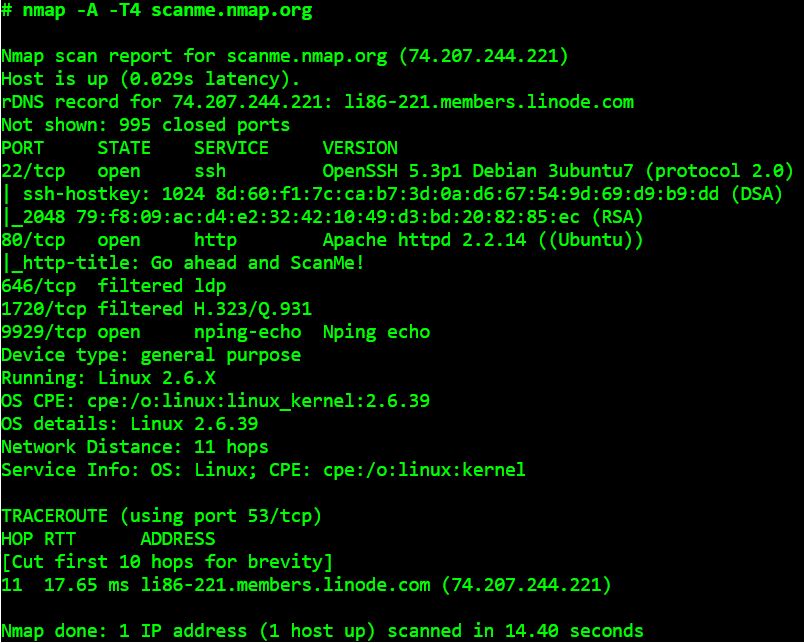 # nmap -A -T4 scanme.nmap.org
Nmap scan report for scanme.nmap.org (74.207.244.221)
Host is up (0.029s latency).
rDNS record for 74.207.244.221: li86-221.members.linode.com
Not shown: 995 closed ports
PORT     STATE    SERVICE     VERSION
22/tcp   open     ssh         OpenSSH 5.3p1 Debian 3ubuntu7 (protocol 2.0)
| ssh-hostkey: 1024 8d:60:f1:7c:ca:b7:3d:0a:d6:67:54:9d:69:d9:b9:dd (DSA)
|_2048 79:f8:09:ac:d4:e2:32:42:10:49:d3:bd:20:82:85:ec (RSA)
80/tcp   open     http        Apache httpd 2.2.14 ((Ubuntu))
|_http-title: Go ahead and ScanMe!
646/tcp  filtered ldp
1720/tcp filtered H.323/Q.931
9929/tcp open     nping-echo  Nping echo
Device type: general purpose
Running: Linux 2.6.X
OS CPE: cpe:/o:linux:linux_kernel:2.6.39
OS details: Linux 2.6.39
Network Distance: 11 hops
Service Info: OS: Linux; CPE: cpe:/o:linux:kernel
TRACEROUTE (using port 53/tcp)
HOP RTT      ADDRESS
[Cut first 10 hops for brevity]
11  17.65 ms li86-221.members.linode.com (74.207.244.221)
Nmap done: 1 IP address (1 host up) scanned in 14.40 seconds